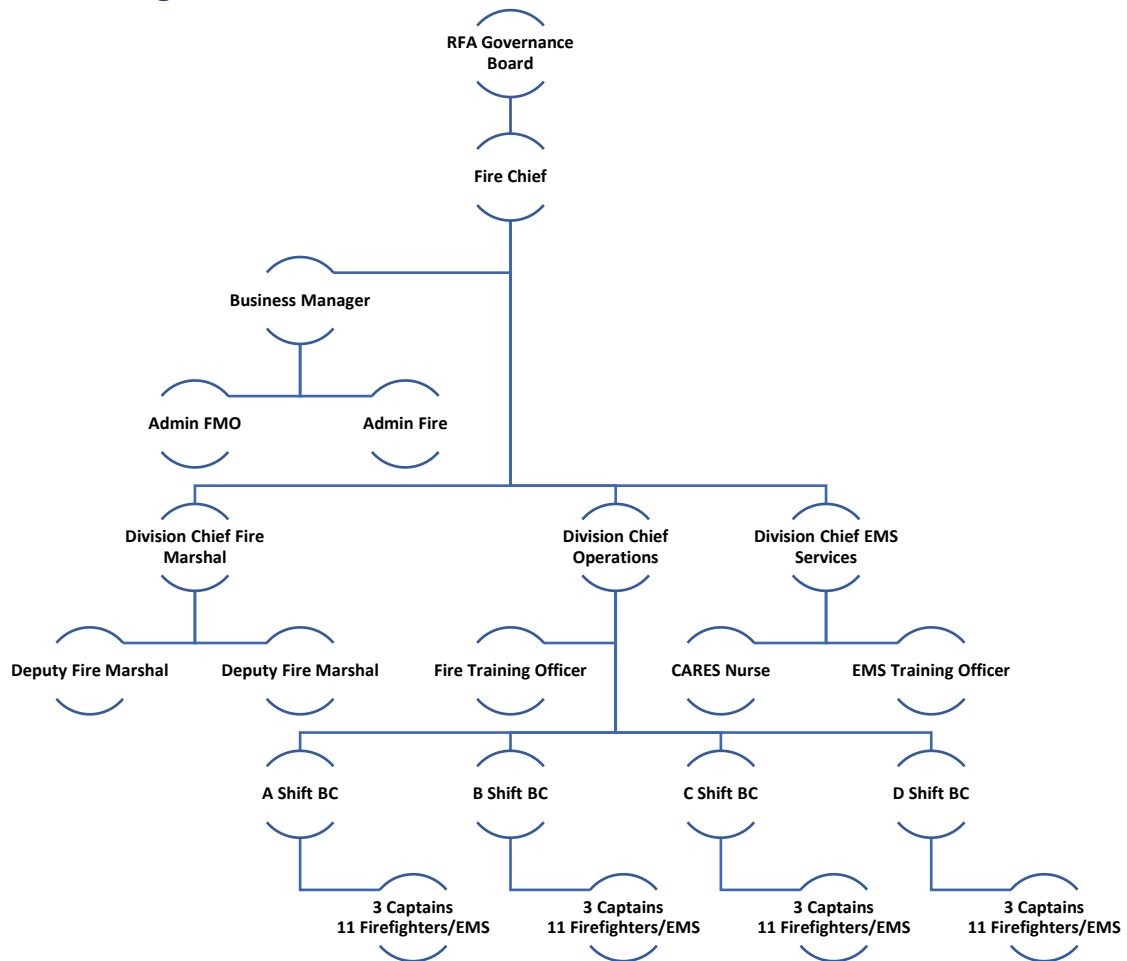 RFA Governance
Board
Fire Chief
Business Manager
Admin FMO
Admin Fire
Division Chief Fire
Marshal
Division Chief
Operations
Division Chief EMS
Services
Deputy Fire Marshal
Deputy Fire Marshal
Fire Training Officer
CARES Nurse
EMS Training Officer
A Shift BC
B Shift BC
C Shift BC
D Shift BC
3 Captains
11 Firefighters/EMS
3 Captains
11 Firefighters/EMS
3 Captains
11 Firefighters/EMS
3 Captains
11 Firefighters/EMS